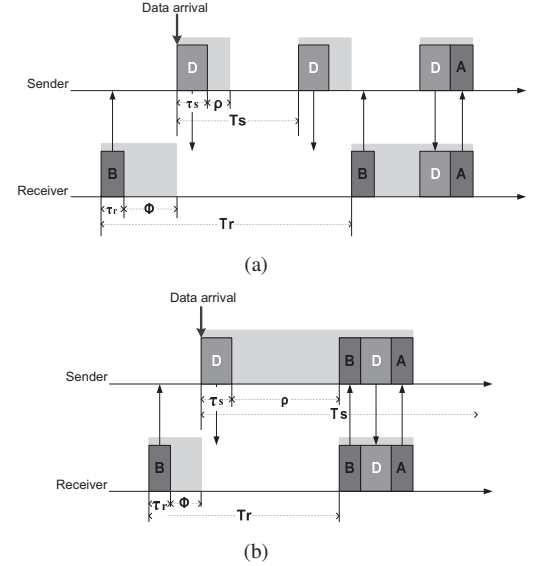 Data arrival
D D D A
Sender
τs ρ
Ts
B B D A
Receiver
τr Φ
Tr
(a)
Data arrival
D B D A
Sender
τs ρ
Ts
B B D A
Receiver
τr Φ
Tr
(b)